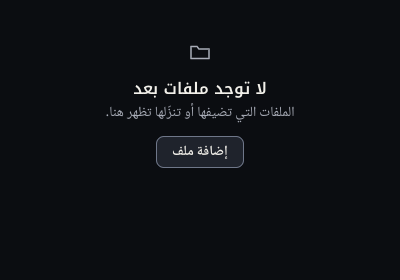 لا توجد ملفات بعد
الملفات التي تضيفها أو تنزّلها تظهر هنا.
إضافة ملف